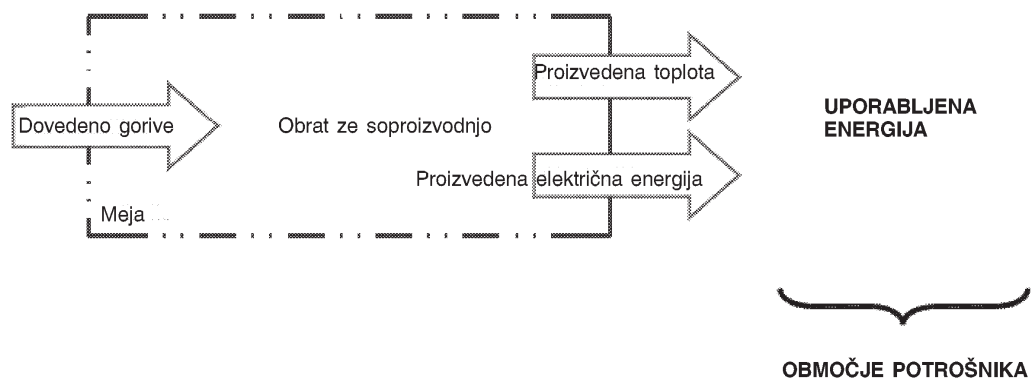 Proizvedena toplota
Dovedeno gorive
Obrat ze soproizvodnjo
UPORABLJENA
ENERGIJA
Proizvedena električna energija
Meja
OBMOČJE POTROŠNIKA